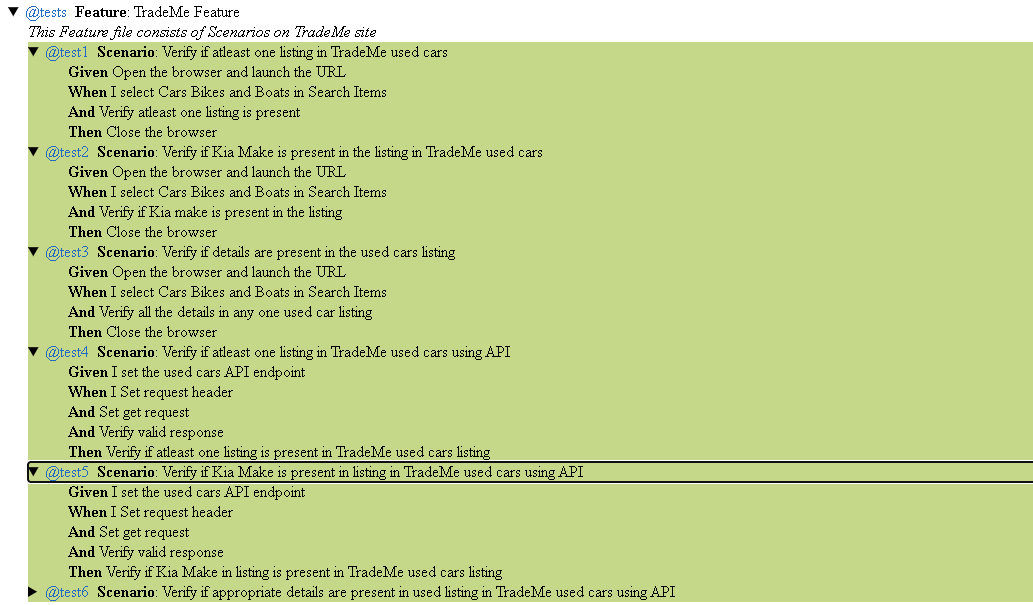 @tests Feature: TradeMe Feature
This Feature file consists of Scenarios on TradeMe site
@test1 Scenario: Verify if atleast one listing in TradeMe used cars
Given Open the browser and launch the URL
When I select Cars Bikes and Boats in Search Items
And Verify atleast one listing is present
Then Close the browser
@test2 Scenario: Verify if Kia Make is present in the listing in TradeMe used cars
Given Open the browser and launch the URL
When I select Cars Bikes and Boats in Search Items
And Verify if Kia make is present in the listing
Then Close the browser
@test3 Scenario: Verify if details are present in the used cars listing
Given Open the browser and launch the URL
When I select Cars Bikes and Boats in Search Items
And Verify all the details in any one used car listing
Then Close the browser
@test4 Scenario: Verify if atleast one listing in TradeMe used cars using API
Given I set the used cars API endpoint
When I Set request header
And Set get request
And Verify valid response
Then Verify if atleast one listing is present in TradeMe used cars listing
@test5 Scenario: Verify if Kia Make is present in listing in TradeMe used cars using API
Given I set the used cars API endpoint
When I Set request header
And Set get request
And Verify valid response
Then Verify if Kia Make in listing is present in TradeMe used cars listing
@test6 Scenario: Verify if appropriate details are present in used listing in TradeMe used cars using API